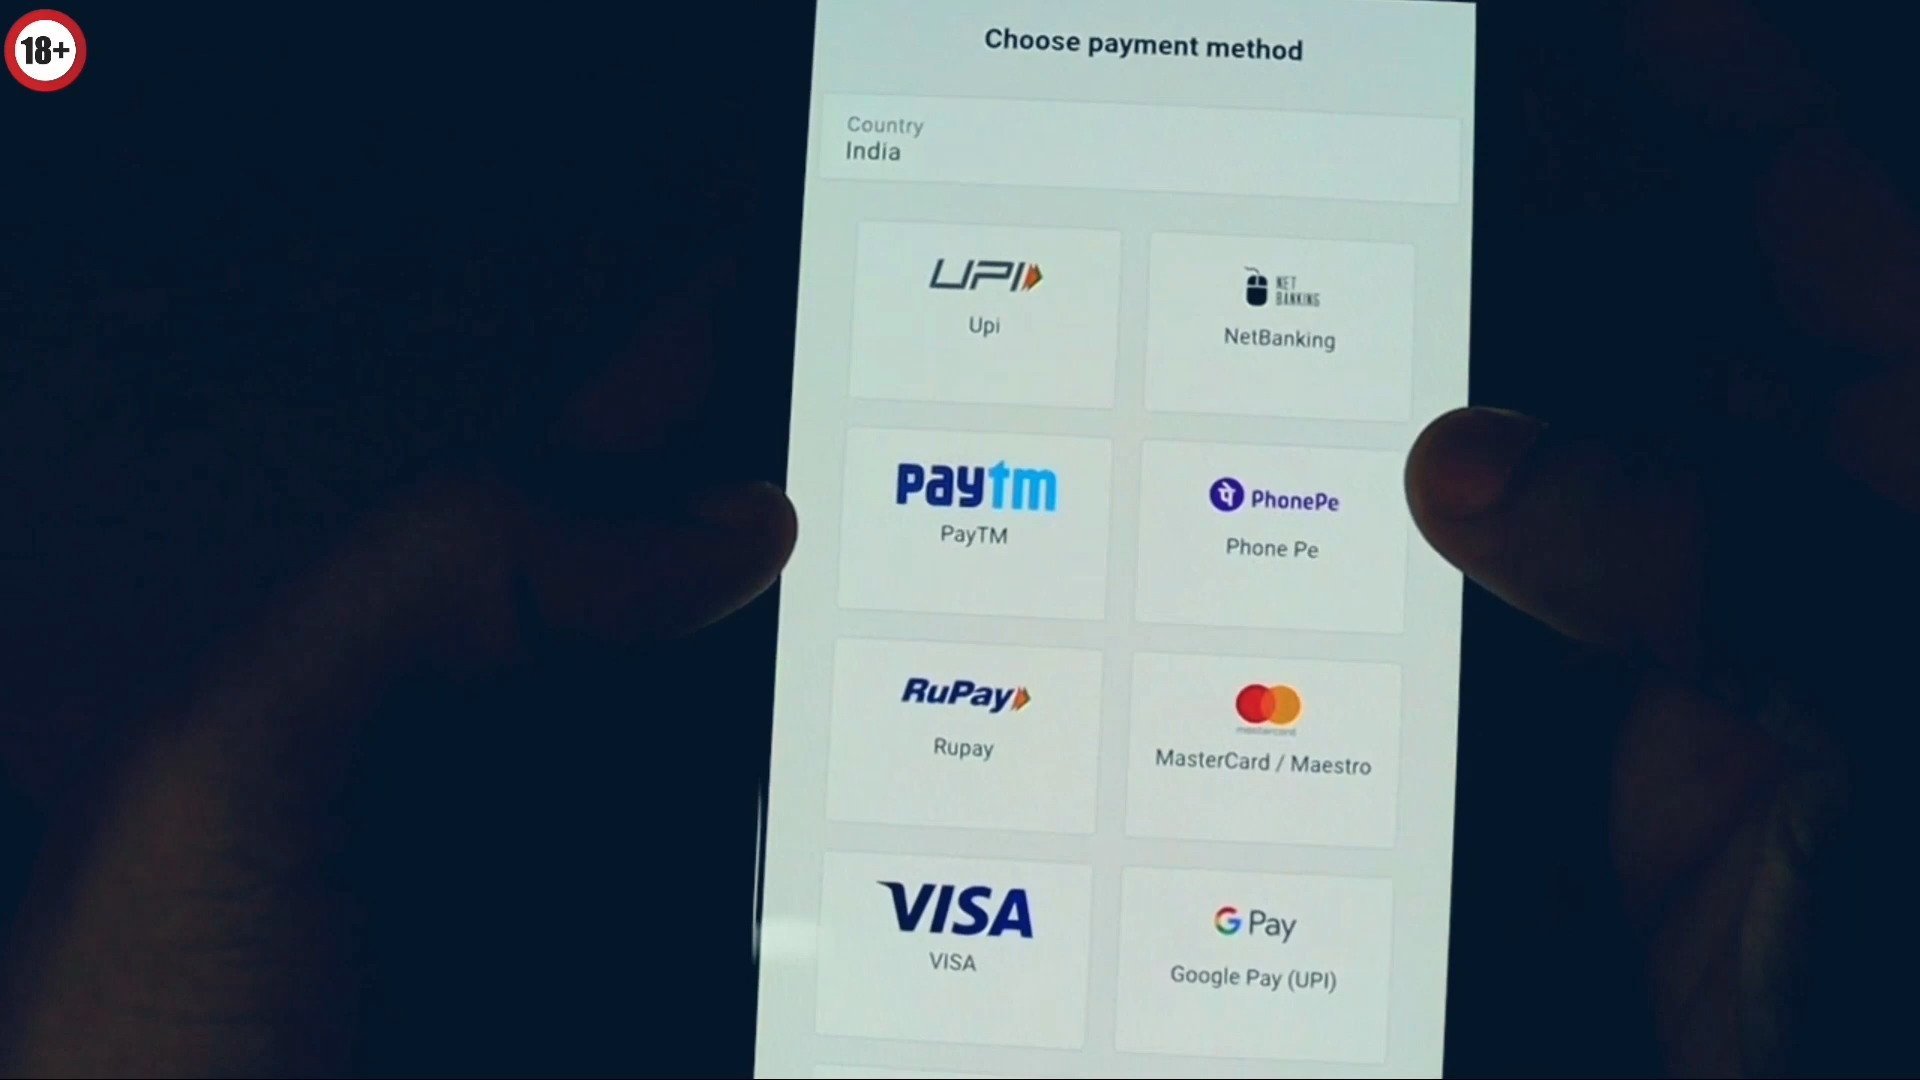 18+
Choose payment method
Country
India
UPI
Upi
NET
BANKING
NetBanking
paytm
PayTM
पे PhonePe
Phone Pe
RuPay
Rupay
mastercard
MasterCard / Maestro
VISA
VISA
G Pay
Google Pay (UPI)